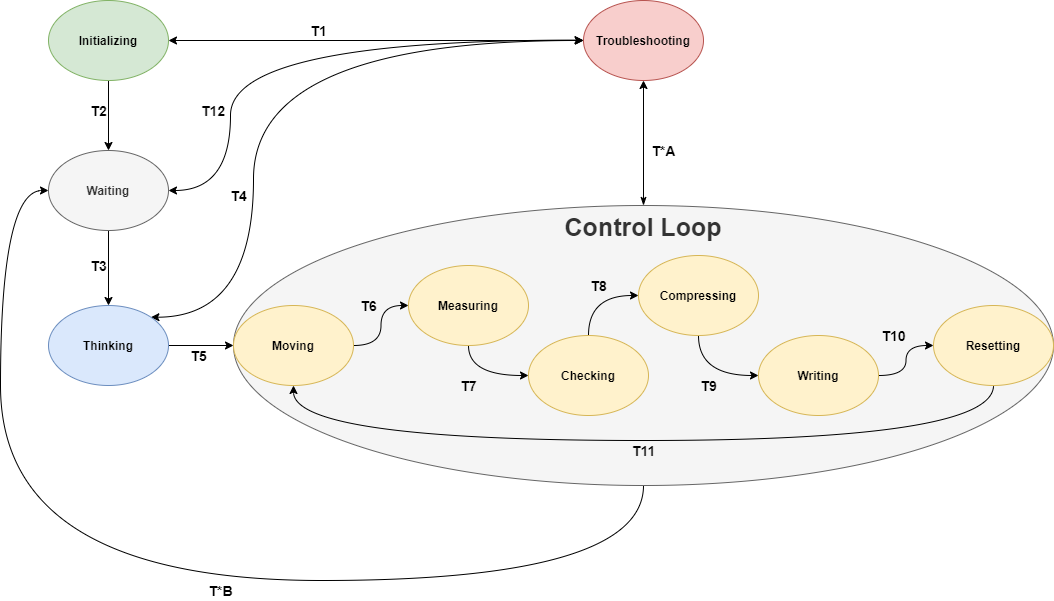 Initializing
T1
Troubleshooting
T2
T12
T*A
Waiting
T4
Control Loop
T3
T6
Measuring
T8
Compressing
Thinking
T5
Moving
T7
Checking
T9
Writing
T10
Resetting
T11
T*B